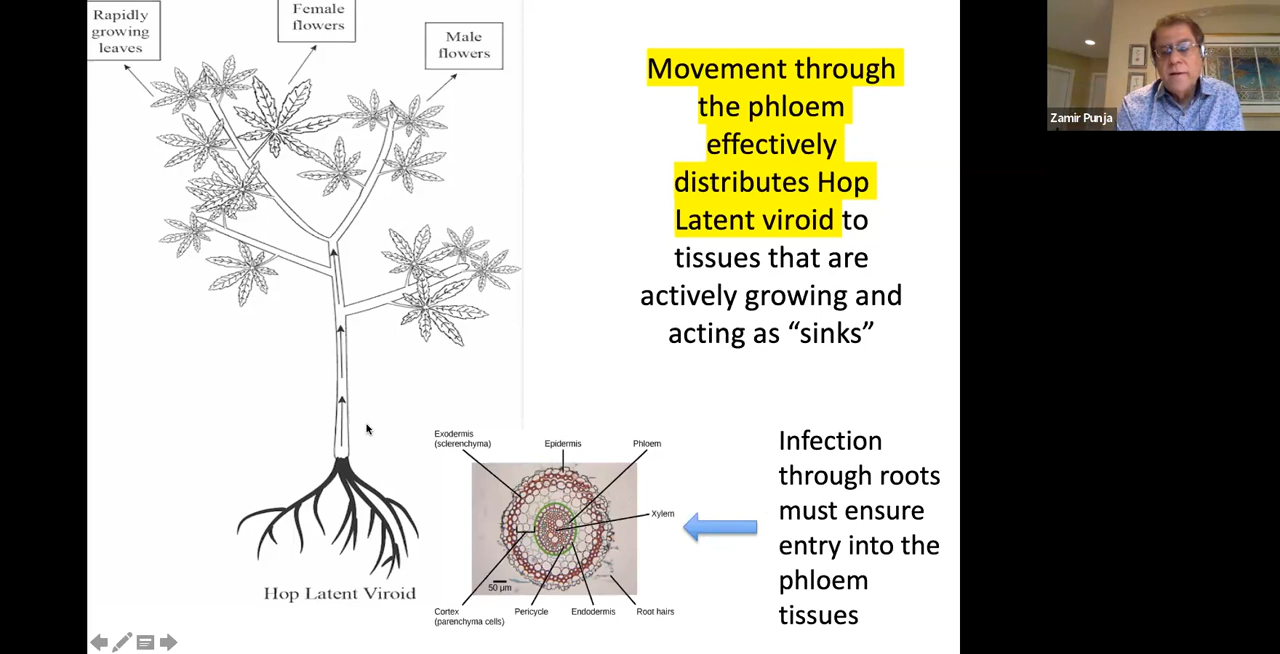 Rapidly
growing
leaves
Female
flowers
Male
flowers
Movement through
the phloem
effectively
distributes Hop
Latent viroid to
tissues that are
actively growing and
acting as “sinks”
Zamir Punja
Hop Latent Viroid
Exodermis
(sclerenchyma)
Epidermis
Phloem
Xylem
50 µm
Cortex
(parenchyma cells)
Pericycle
Endodermis
Root hairs
Infection
through roots
must ensure
entry into the
phloem
tissues